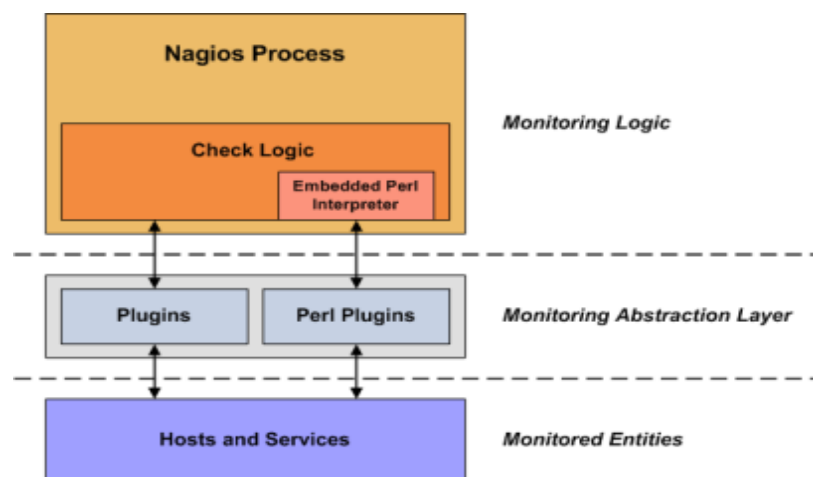 Nagios Process
Monitoring Logic
Check Logic
Embedded Perl
Interpreter
Plugins
Perl Plugins
Monitoring Abstraction Layer
Hosts and Services
Monitored Entities